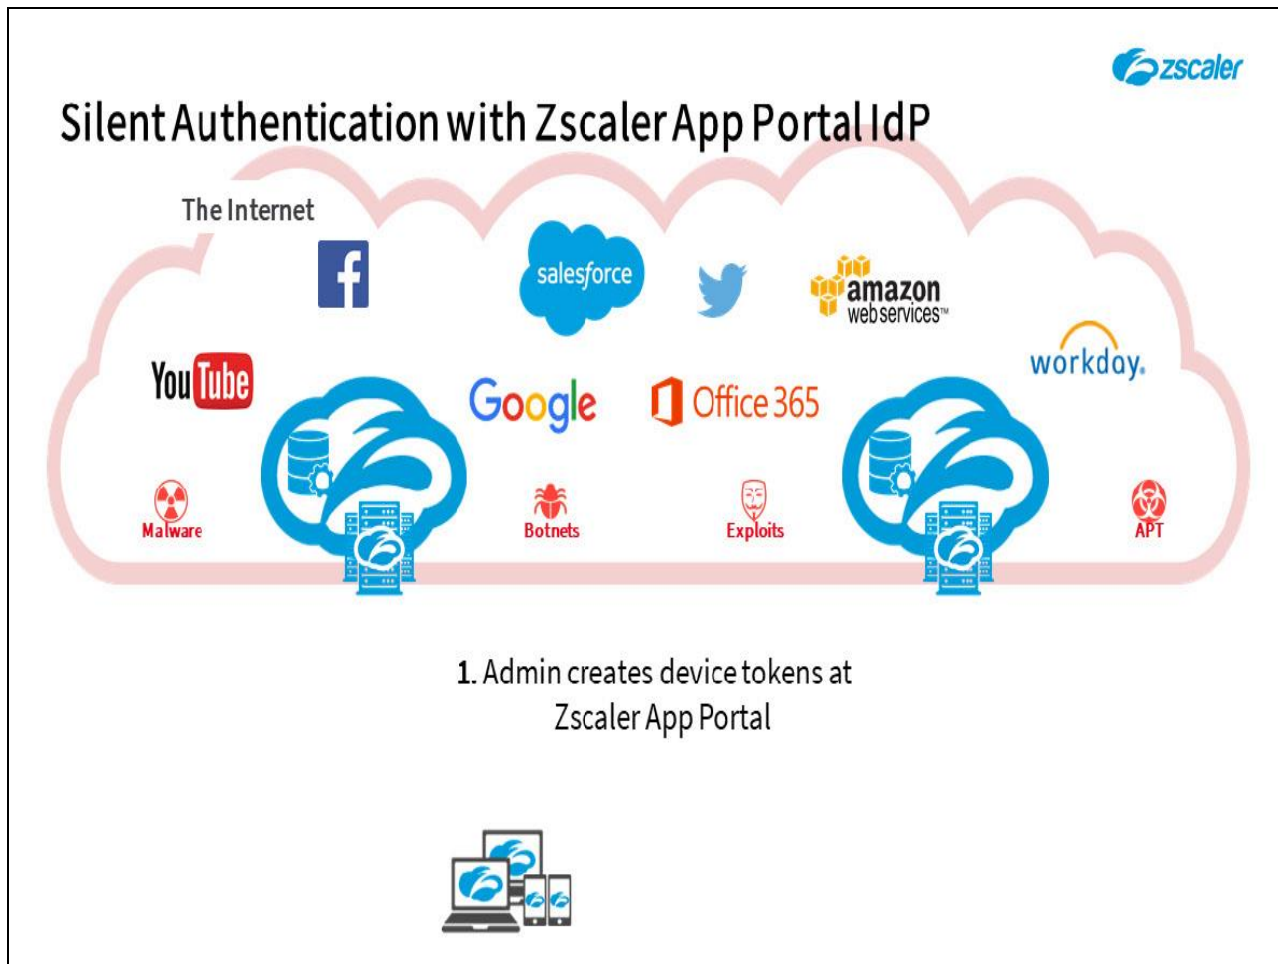 zscaler
Silent Authentication with Zscaler App Portal IdP
The Internet
f
salesforce
amazon
webservices™
workday.
YouTube
Google
Office 365
Malware
Botnets
Exploits
APT
1. Admin creates device tokens at
Zscaler App Portal